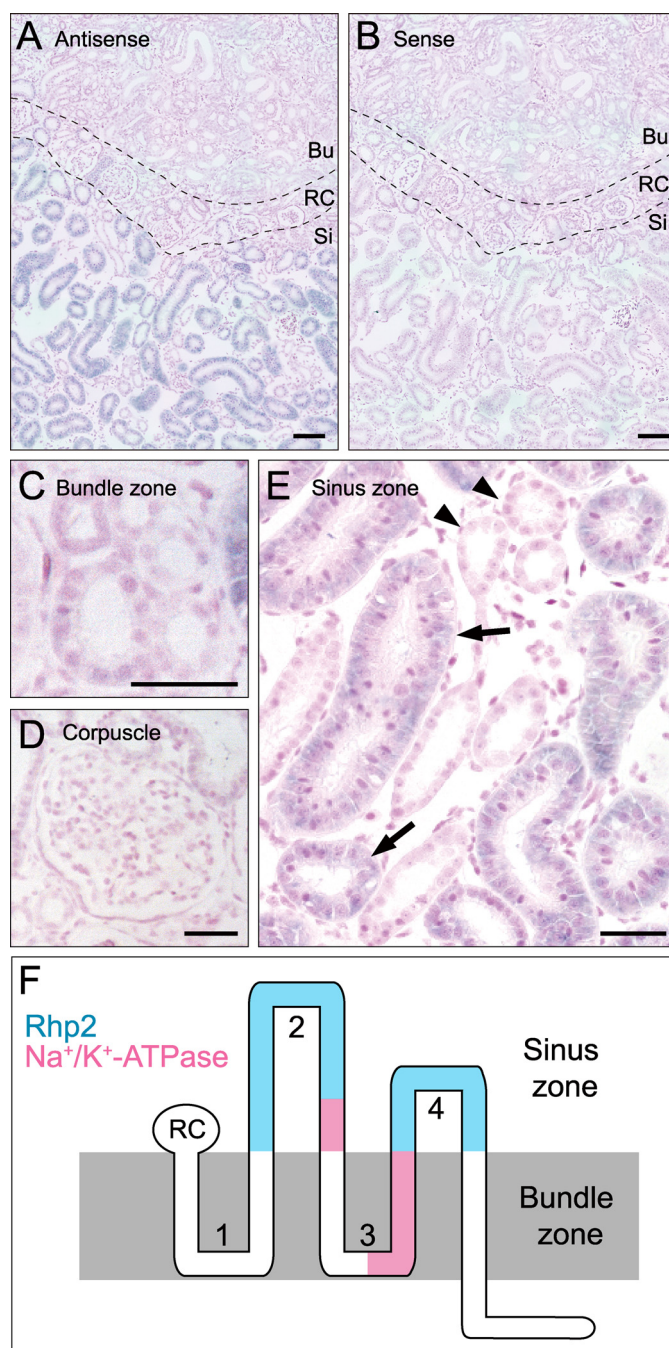 A Antisense
Bu
RC
Si
B Sense
Bu
RC
Si
C Bundle zone
D Corpuscle
E Sinus zone
F
Rhp2
Na⁺/K⁺-ATPase
2
Sinus
zone
4
RC
1
3
Bundle
zone